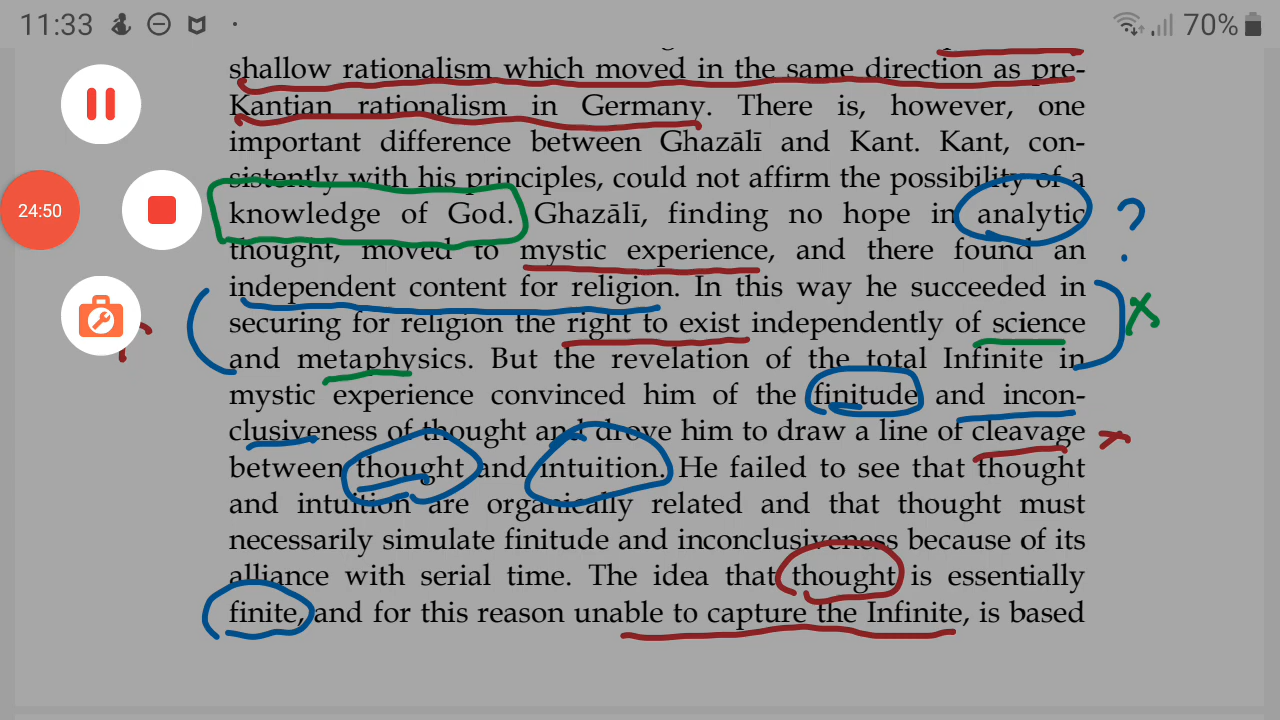 11:33 70%
shallow rationalism which moved in the same direction as pre-
Kantian rationalism in Germany. There is, however, one
important difference between Ghazālī and Kant. Kant, con-
sistently with his principles, could not affirm the possibility of a
knowledge of God. Ghazālī, finding no hope in analytic ?
thought, moved to mystic experience, and there found an
independent content for religion. In this way he succeeded in
securing for religion the right to exist independently of science
and metaphysics. But the revelation of the total Infinite in
mystic experience convinced him of the finitude and incon-
clusiveness of thought and drove him to draw a line of cleavage
between thought and intuition. He failed to see that thought
and intuition are organically related and that thought must
necessarily simulate finitude and inconclusiveness because of its
alliance with serial time. The idea that thought is essentially
finite, and for this reason unable to capture the Infinite, is based
24:50